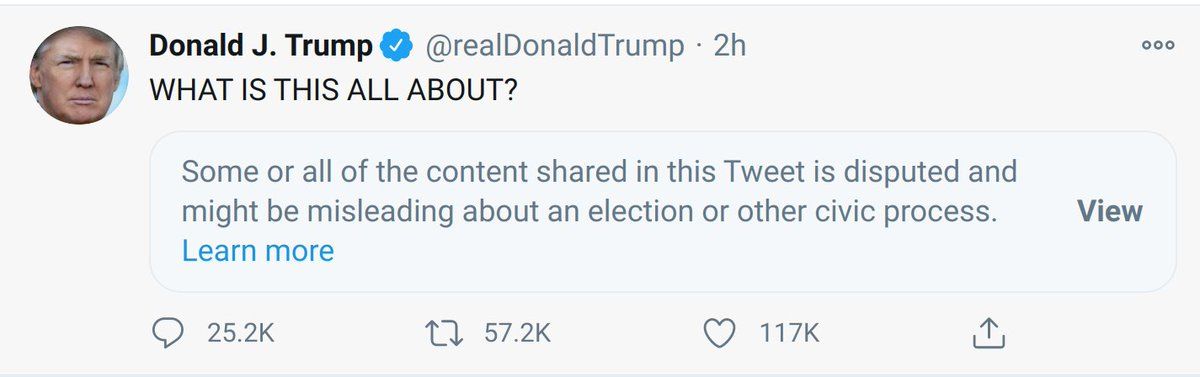 Donald J. Trump @realDonaldTrump · 2h
WHAT IS THIS ALL ABOUT?
Some or all of the content shared in this Tweet is disputed and
might be misleading about an election or other civic process.
View
Learn more
25.2K 57.2K 117K